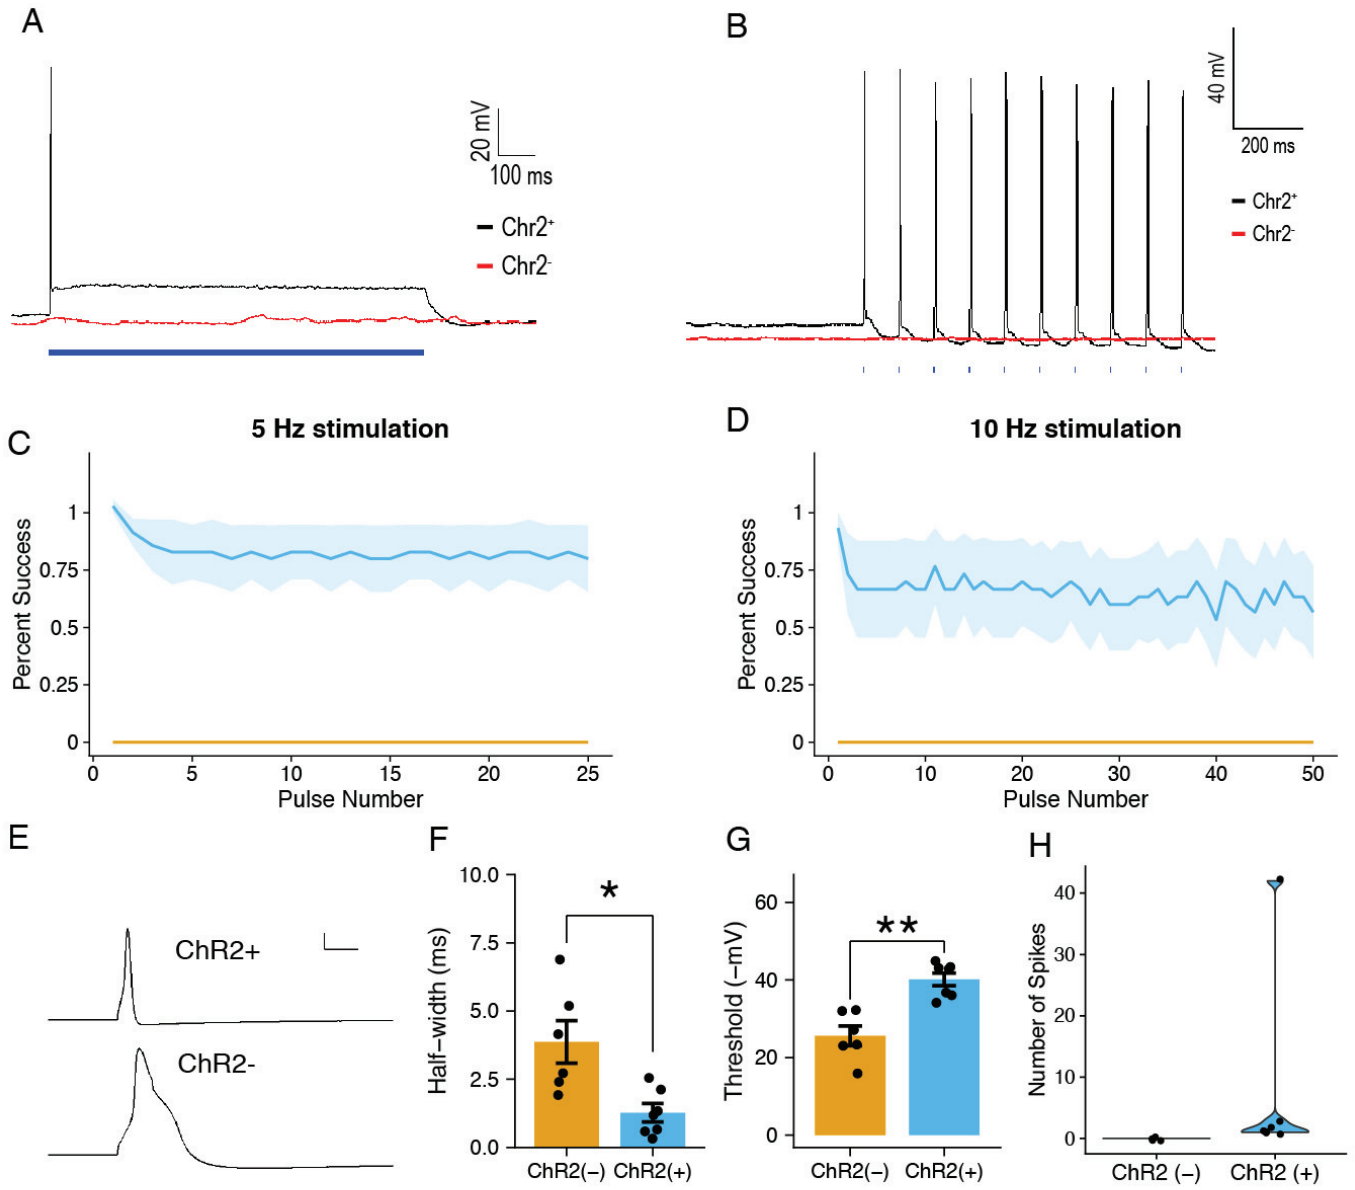 A
20 mV
100 ms
Chr2⁺
Chr2⁻
B
40 mV
200 ms
Chr2⁺
Chr2⁻
C
5 Hz stimulation
Percent Success
1
0.75
0.5
0.25
0
0 5 10 15 20 25
Pulse Number
D
10 Hz stimulation
Percent Success
1
0.75
0.5
0.25
0
0 10 20 30 40 50
Pulse Number
E
ChR2+
ChR2-
F
Half−width (ms)
10.0
7.5
5.0
2.5
0.0
*
ChR2(−) ChR2(+)
G
Threshold (−mV)
60
40
20
0
**
ChR2(−) ChR2(+)
H
Number of Spikes
40
30
20
10
0
ChR2 (−) ChR2 (+)